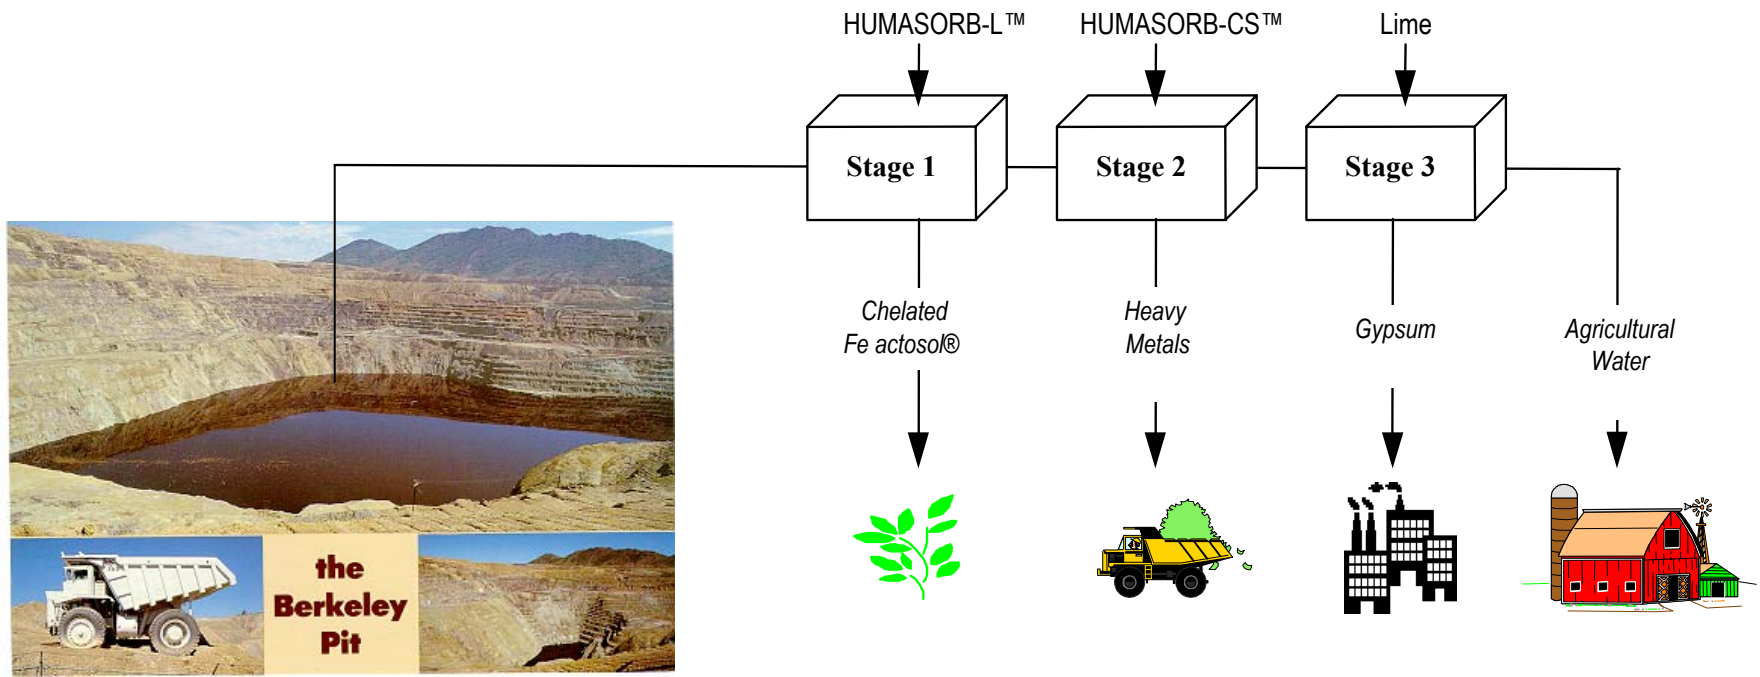 HUMASORB-L™
HUMASORB-CS™
Lime
Stage 1
Stage 2
Stage 3
Chelated
Fe actosol®
Heavy
Metals
Gypsum
Agricultural
Water
the
Berkeley
Pit